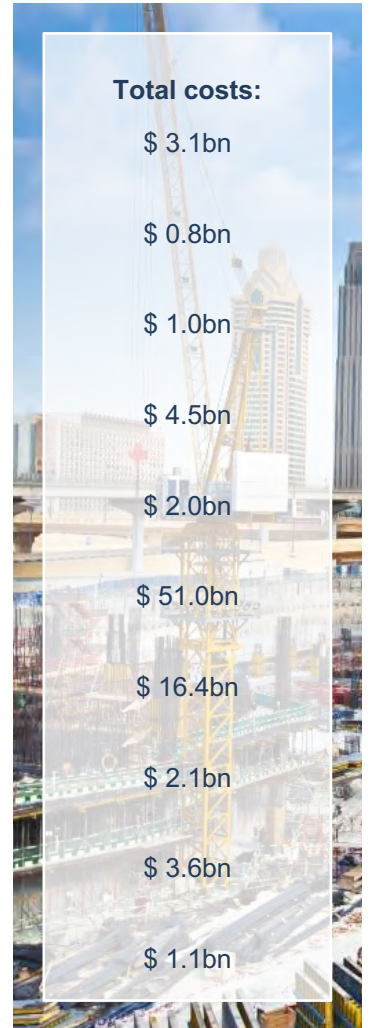 Total costs:
$ 3.1bn
$ 0.8bn
$ 1.0bn
$ 4.5bn
$ 2.0bn
$ 51.0bn
$ 16.4bn
$ 2.1bn
$ 3.6bn
$ 1.1bn